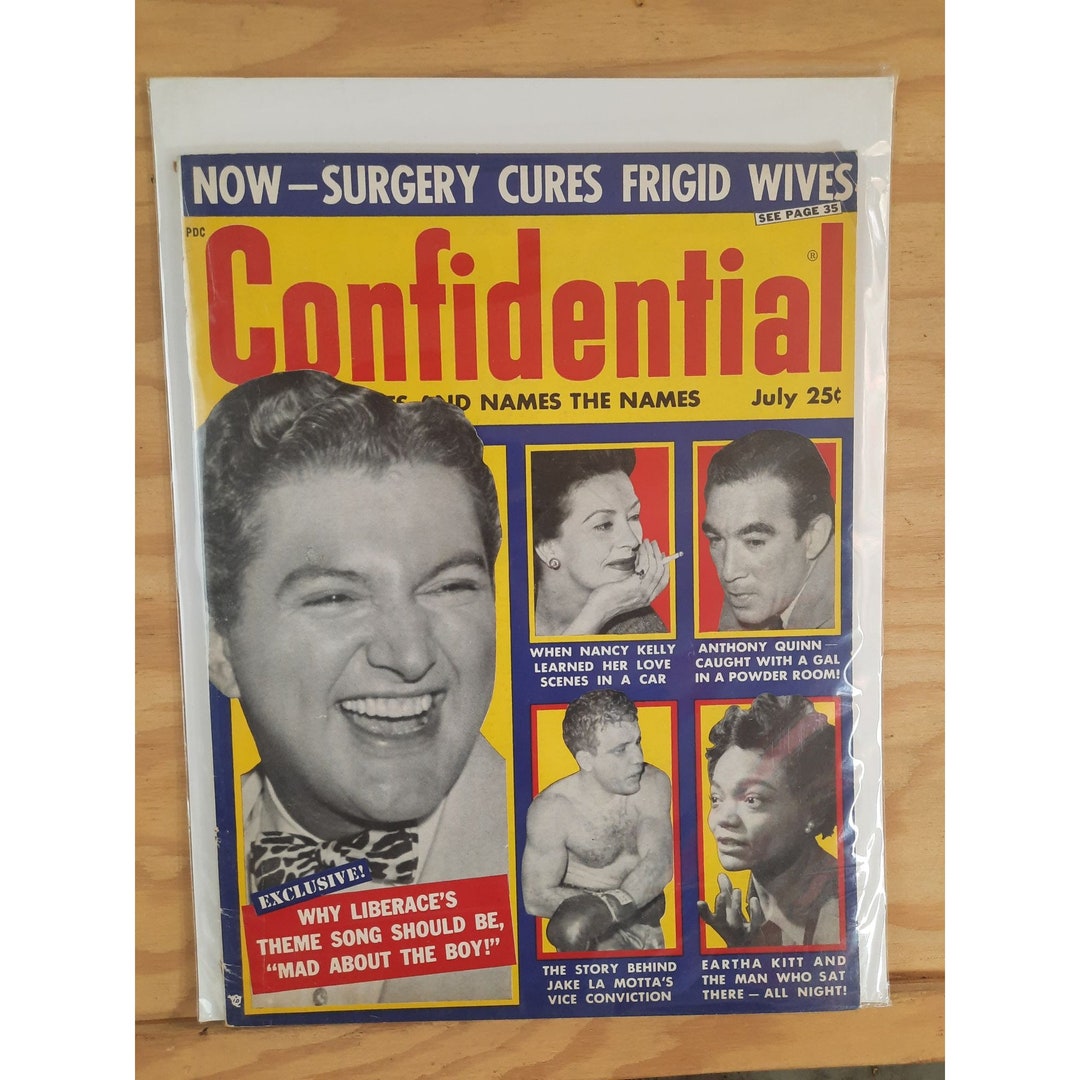 NOW—SURGERY CURES FRIGID WIVES
SEE PAGE 35
PDC
Confidential®
AND NAMES THE NAMES
July 25¢
WHEN NANCY KELLY
LEARNED HER LOVE
SCENES IN A CAR
ANTHONY QUINN—
CAUGHT WITH A GAL
IN A POWDER ROOM!
EXCLUSIVE!
WHY LIBERACE'S
THEME SONG SHOULD BE,
"MAD ABOUT THE BOY!"
THE STORY BEHIND
JAKE LA MOTTA'S
VICE CONVICTION
EARTHA KITT AND
THE MAN WHO SAT
THERE—ALL NIGHT!